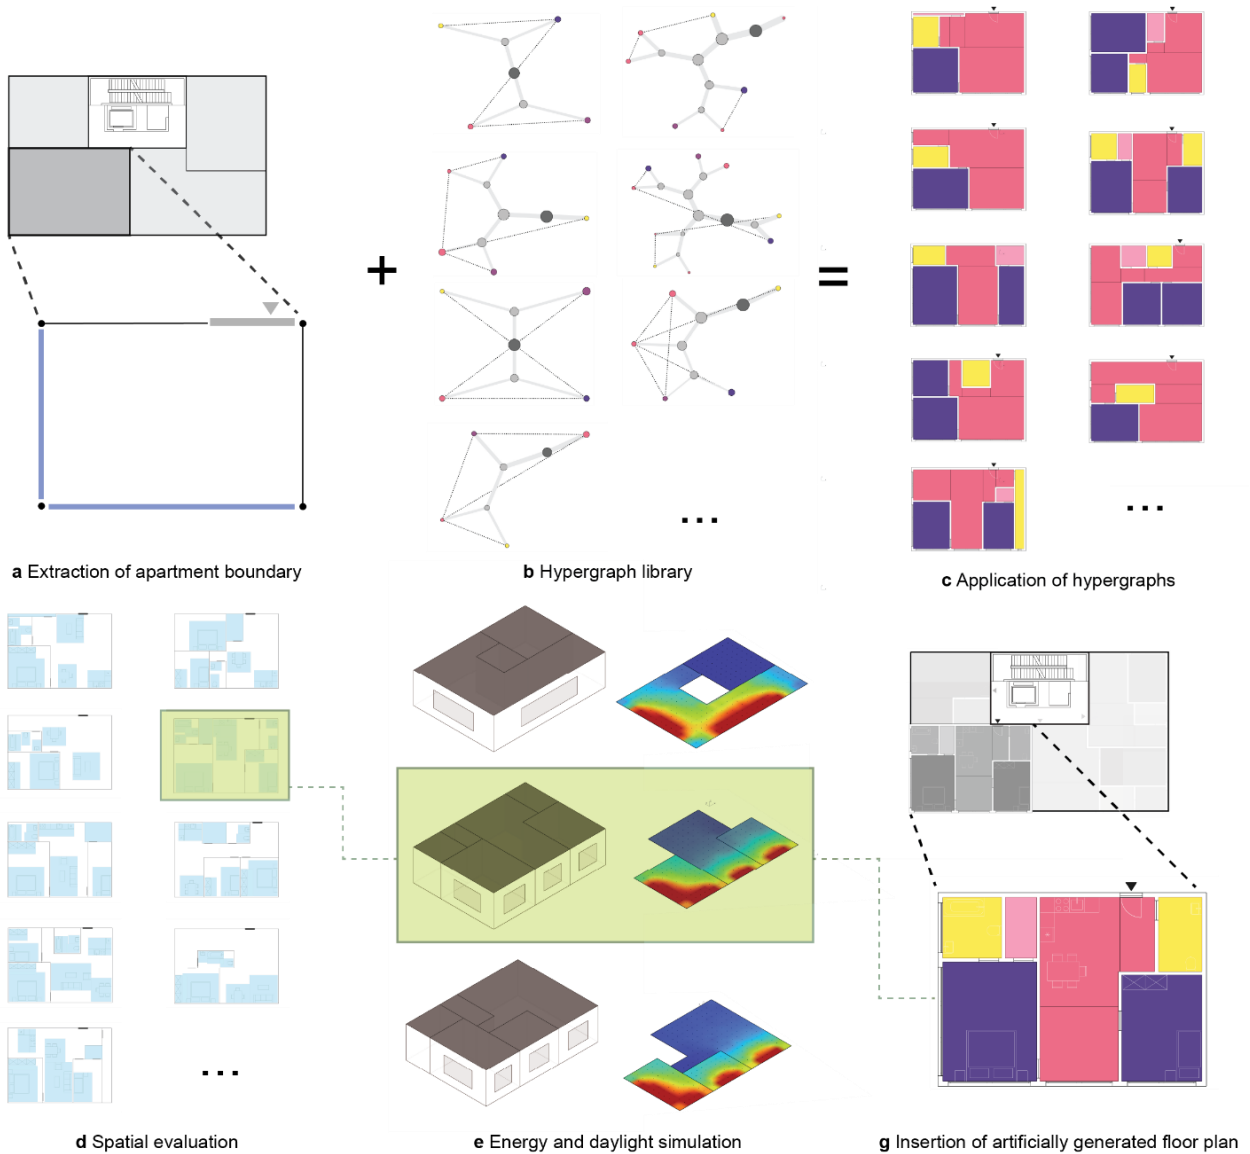 +
=
...
...
a Extraction of apartment boundary
b Hypergraph library
c Application of hypergraphs
...
d Spatial evaluation
e Energy and daylight simulation
g Insertion of artificially generated floor plan